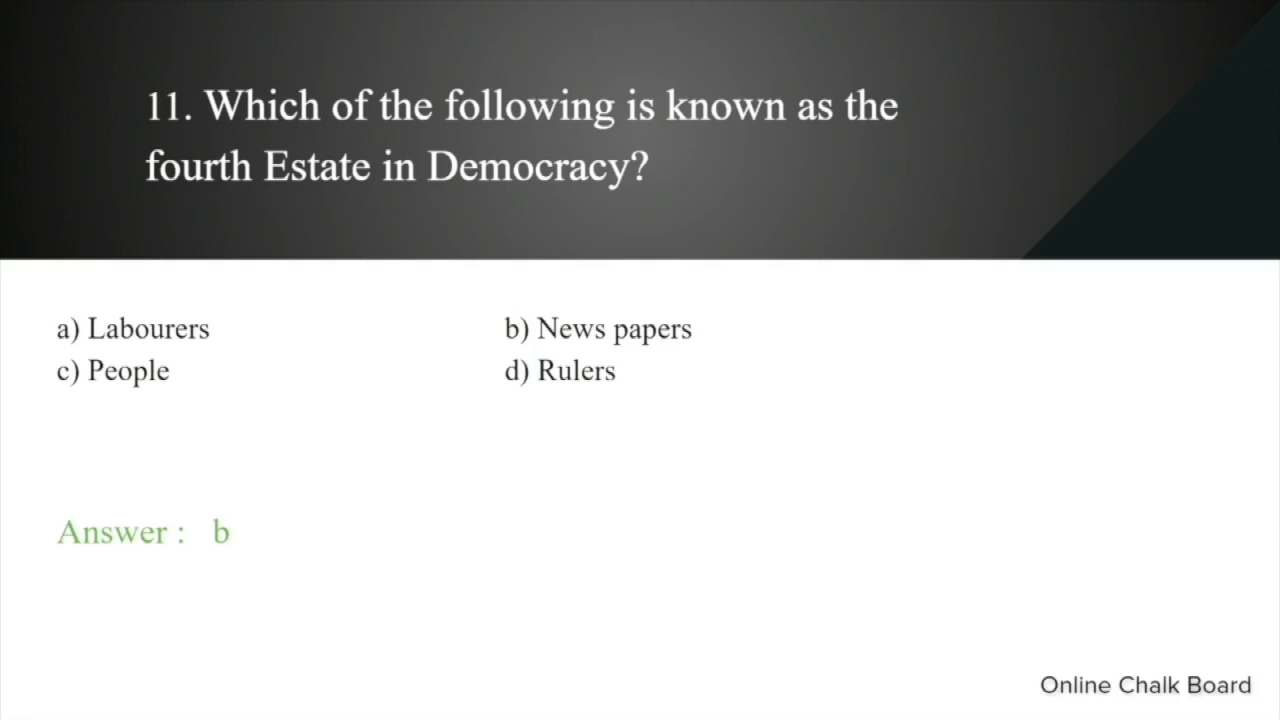 11. Which of the following is known as the
fourth Estate in Democracy?
a) Labourers b) News papers
c) People d) Rulers
Answer : b
Online Chalk Board